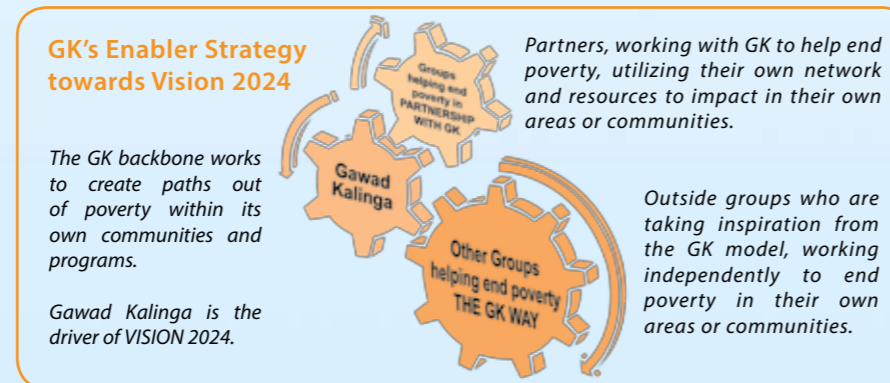 GK's Enabler Strategy
towards Vision 2024
The GK backbone works
to create paths out
of poverty within its
own communities and
programs.
Gawad Kalinga is the
driver of VISION 2024.
Groups
helping end
poverty in
PARTNERSHIP
WITH GK
Gawad
Kalinga
Other Groups
helping end poverty
THE GK WAY
Partners, working with GK to help end
poverty, utilizing their own network
and resources to impact in their own
areas or communities.
Outside groups who are
taking inspiration from
the GK model, working
independently to end
poverty in their own
areas or communities.